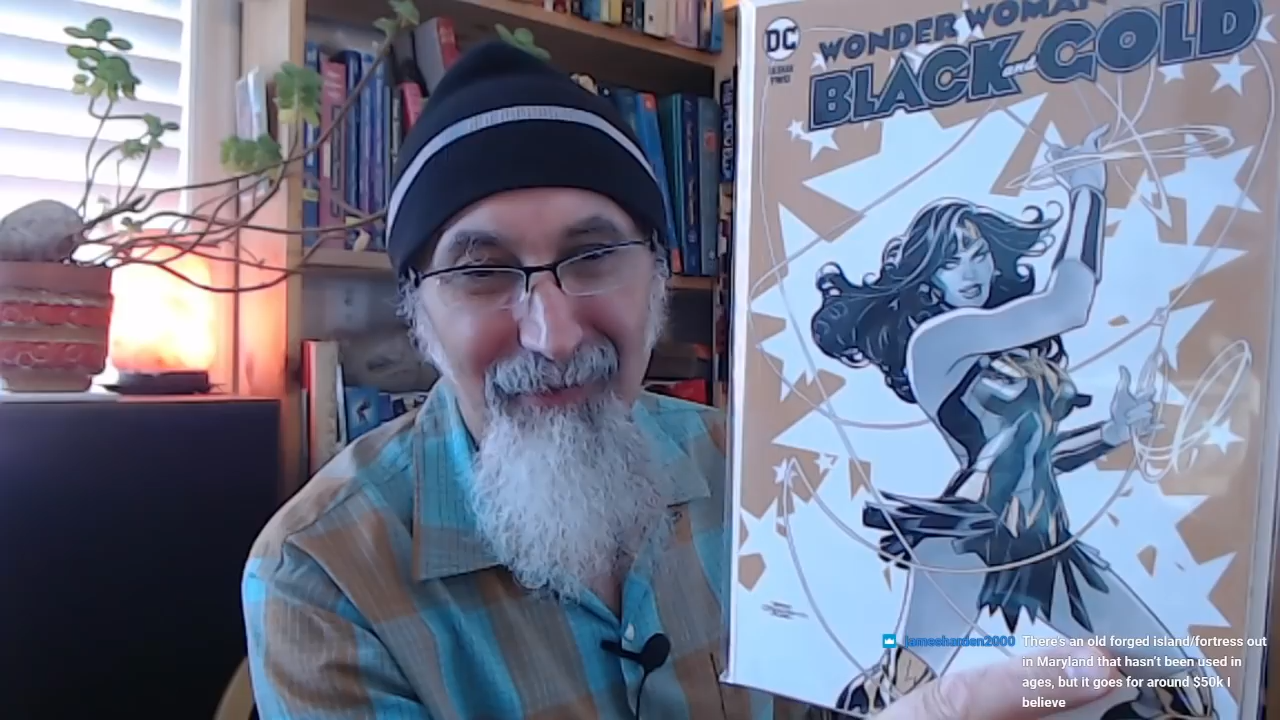 DC
WONDER WOMAN
BLACK and GOLD
jamesharden2000 There's an old forged island/fortress out
in Maryland that hasn't been used in
ages, but it goes for around $50k I
believe